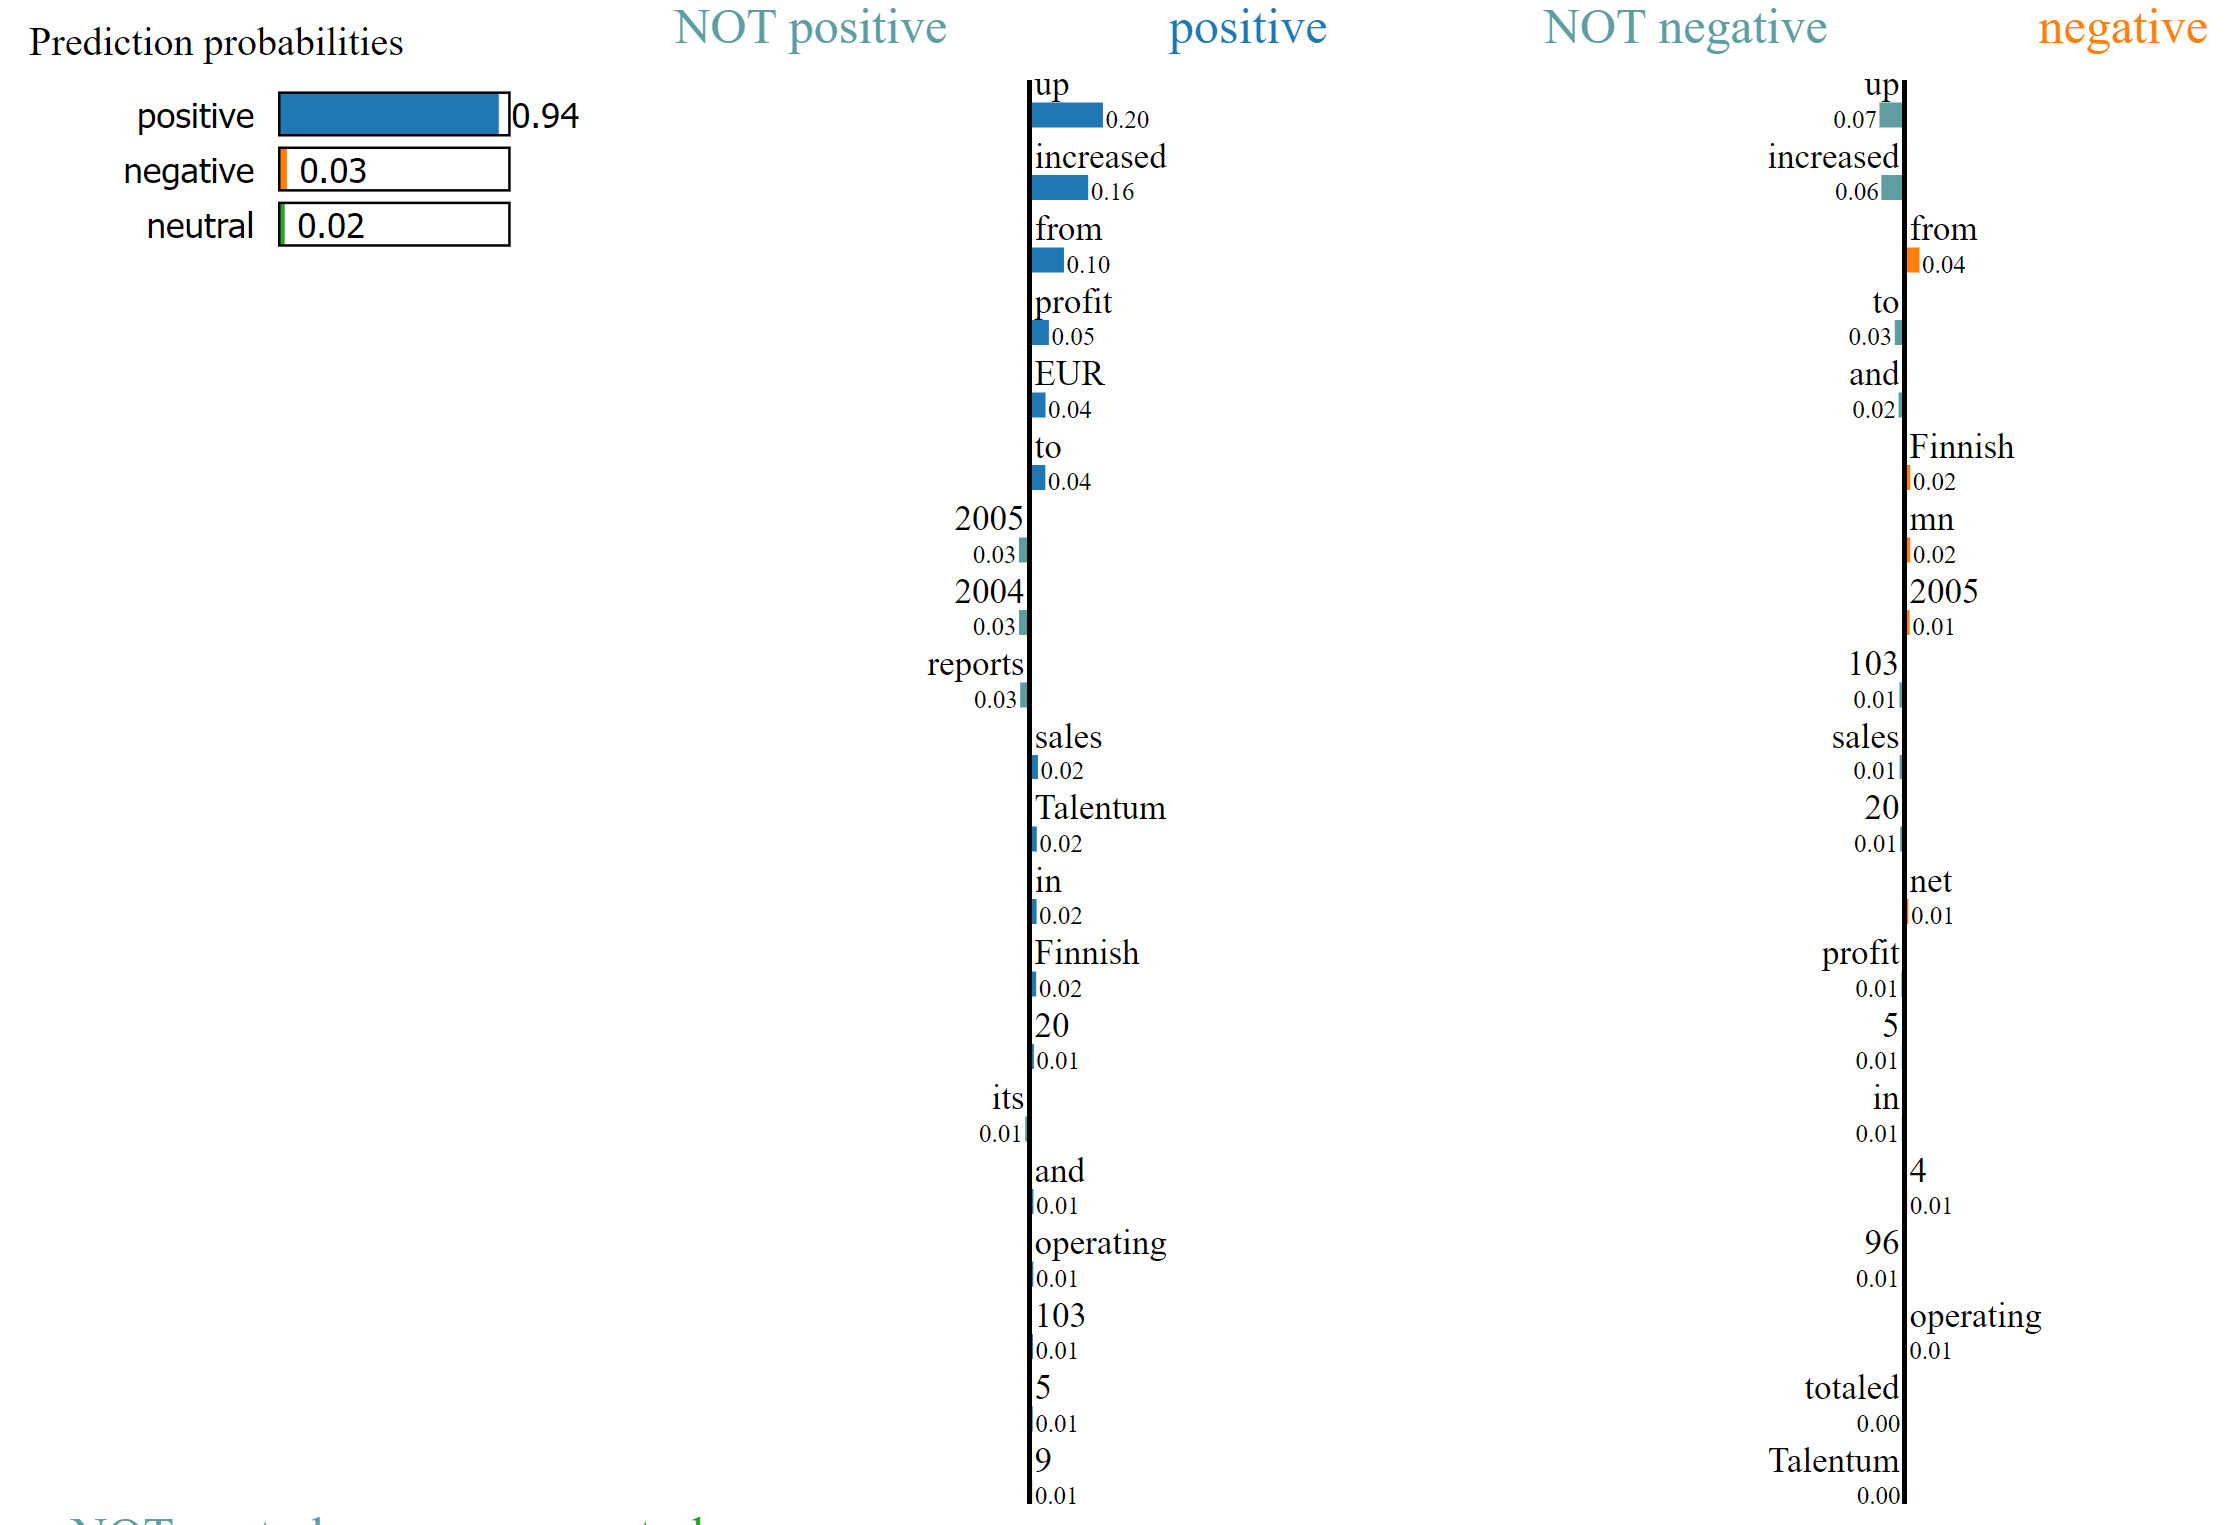 Prediction probabilities
positive 0.94
negative 0.03
neutral 0.02
NOT positive positive
up
0.20
increased
0.16
from
0.10
profit
0.05
EUR
0.04
to
0.04
2005
0.03
2004
0.03
reports
0.03
sales
0.02
Talentum
0.02
in
0.02
Finnish
0.02
20
0.01
its
0.01
and
0.01
operating
0.01
103
0.01
5
0.01
9
0.01
NOT negative negative
up
0.07
increased
0.06
from
0.04
to
0.03
and
0.02
Finnish
0.02
mn
0.02
2005
0.01
103
0.01
sales
0.01
20
0.01
net
0.01
profit
0.01
5
0.01
in
0.01
4
0.01
96
0.01
operating
0.01
totaled
0.00
Talentum
0.00